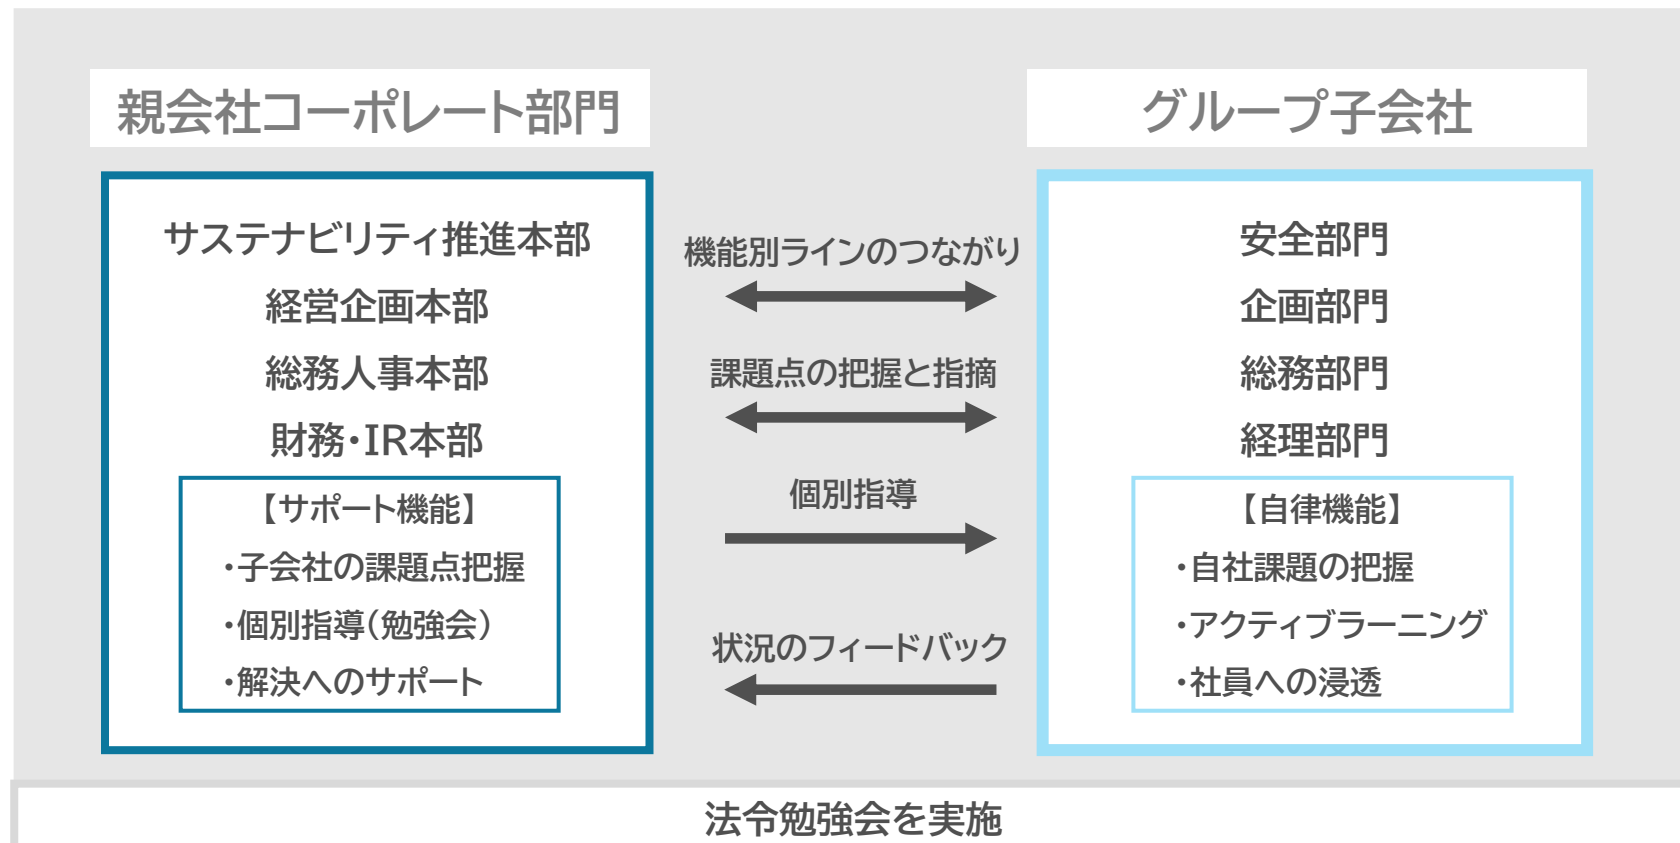 親会社コーポレート部門
サステナビリティ推進本部
経営企画本部
総務人事本部
財務・IR本部
【サポート機能】
・子会社の課題点把握
・個別指導(勉強会)
・解決へのサポート
機能別ラインのつながり
課題点の把握と指摘
個別指導
状況のフィードバック
グループ子会社
安全部門
企画部門
総務部門
経理部門
【自律機能】
・自社課題の把握
・アクティブラーニング
・社員への浸透
法令勉強会を実施